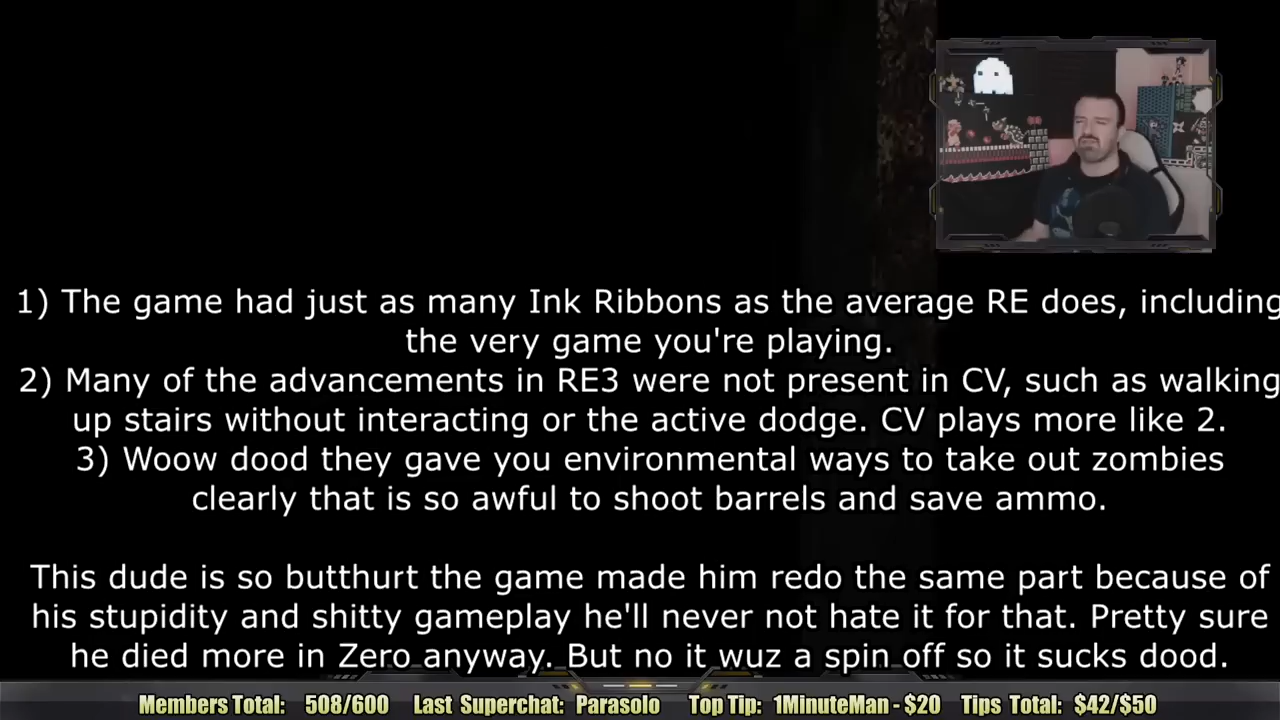 1) The game had just as many Ink Ribbons as the average RE does, including
the very game you're playing.
2) Many of the advancements in RE3 were not present in CV, such as walking
up stairs without interacting or the active dodge. CV plays more like 2.
3) Woow dood they gave you environmental ways to take out zombies
clearly that is so awful to shoot barrels and save ammo.
This dude is so butthurt the game made him redo the same part because of
his stupidity and shitty gameplay he'll never not hate it for that. Pretty sure
he died more in Zero anyway. But no it wuz a spin off so it sucks dood.
Members Total: 508/600 Last Superchat: Parasolo Top Tip: 1MinuteMan - $20 Tips Total: $42/$50